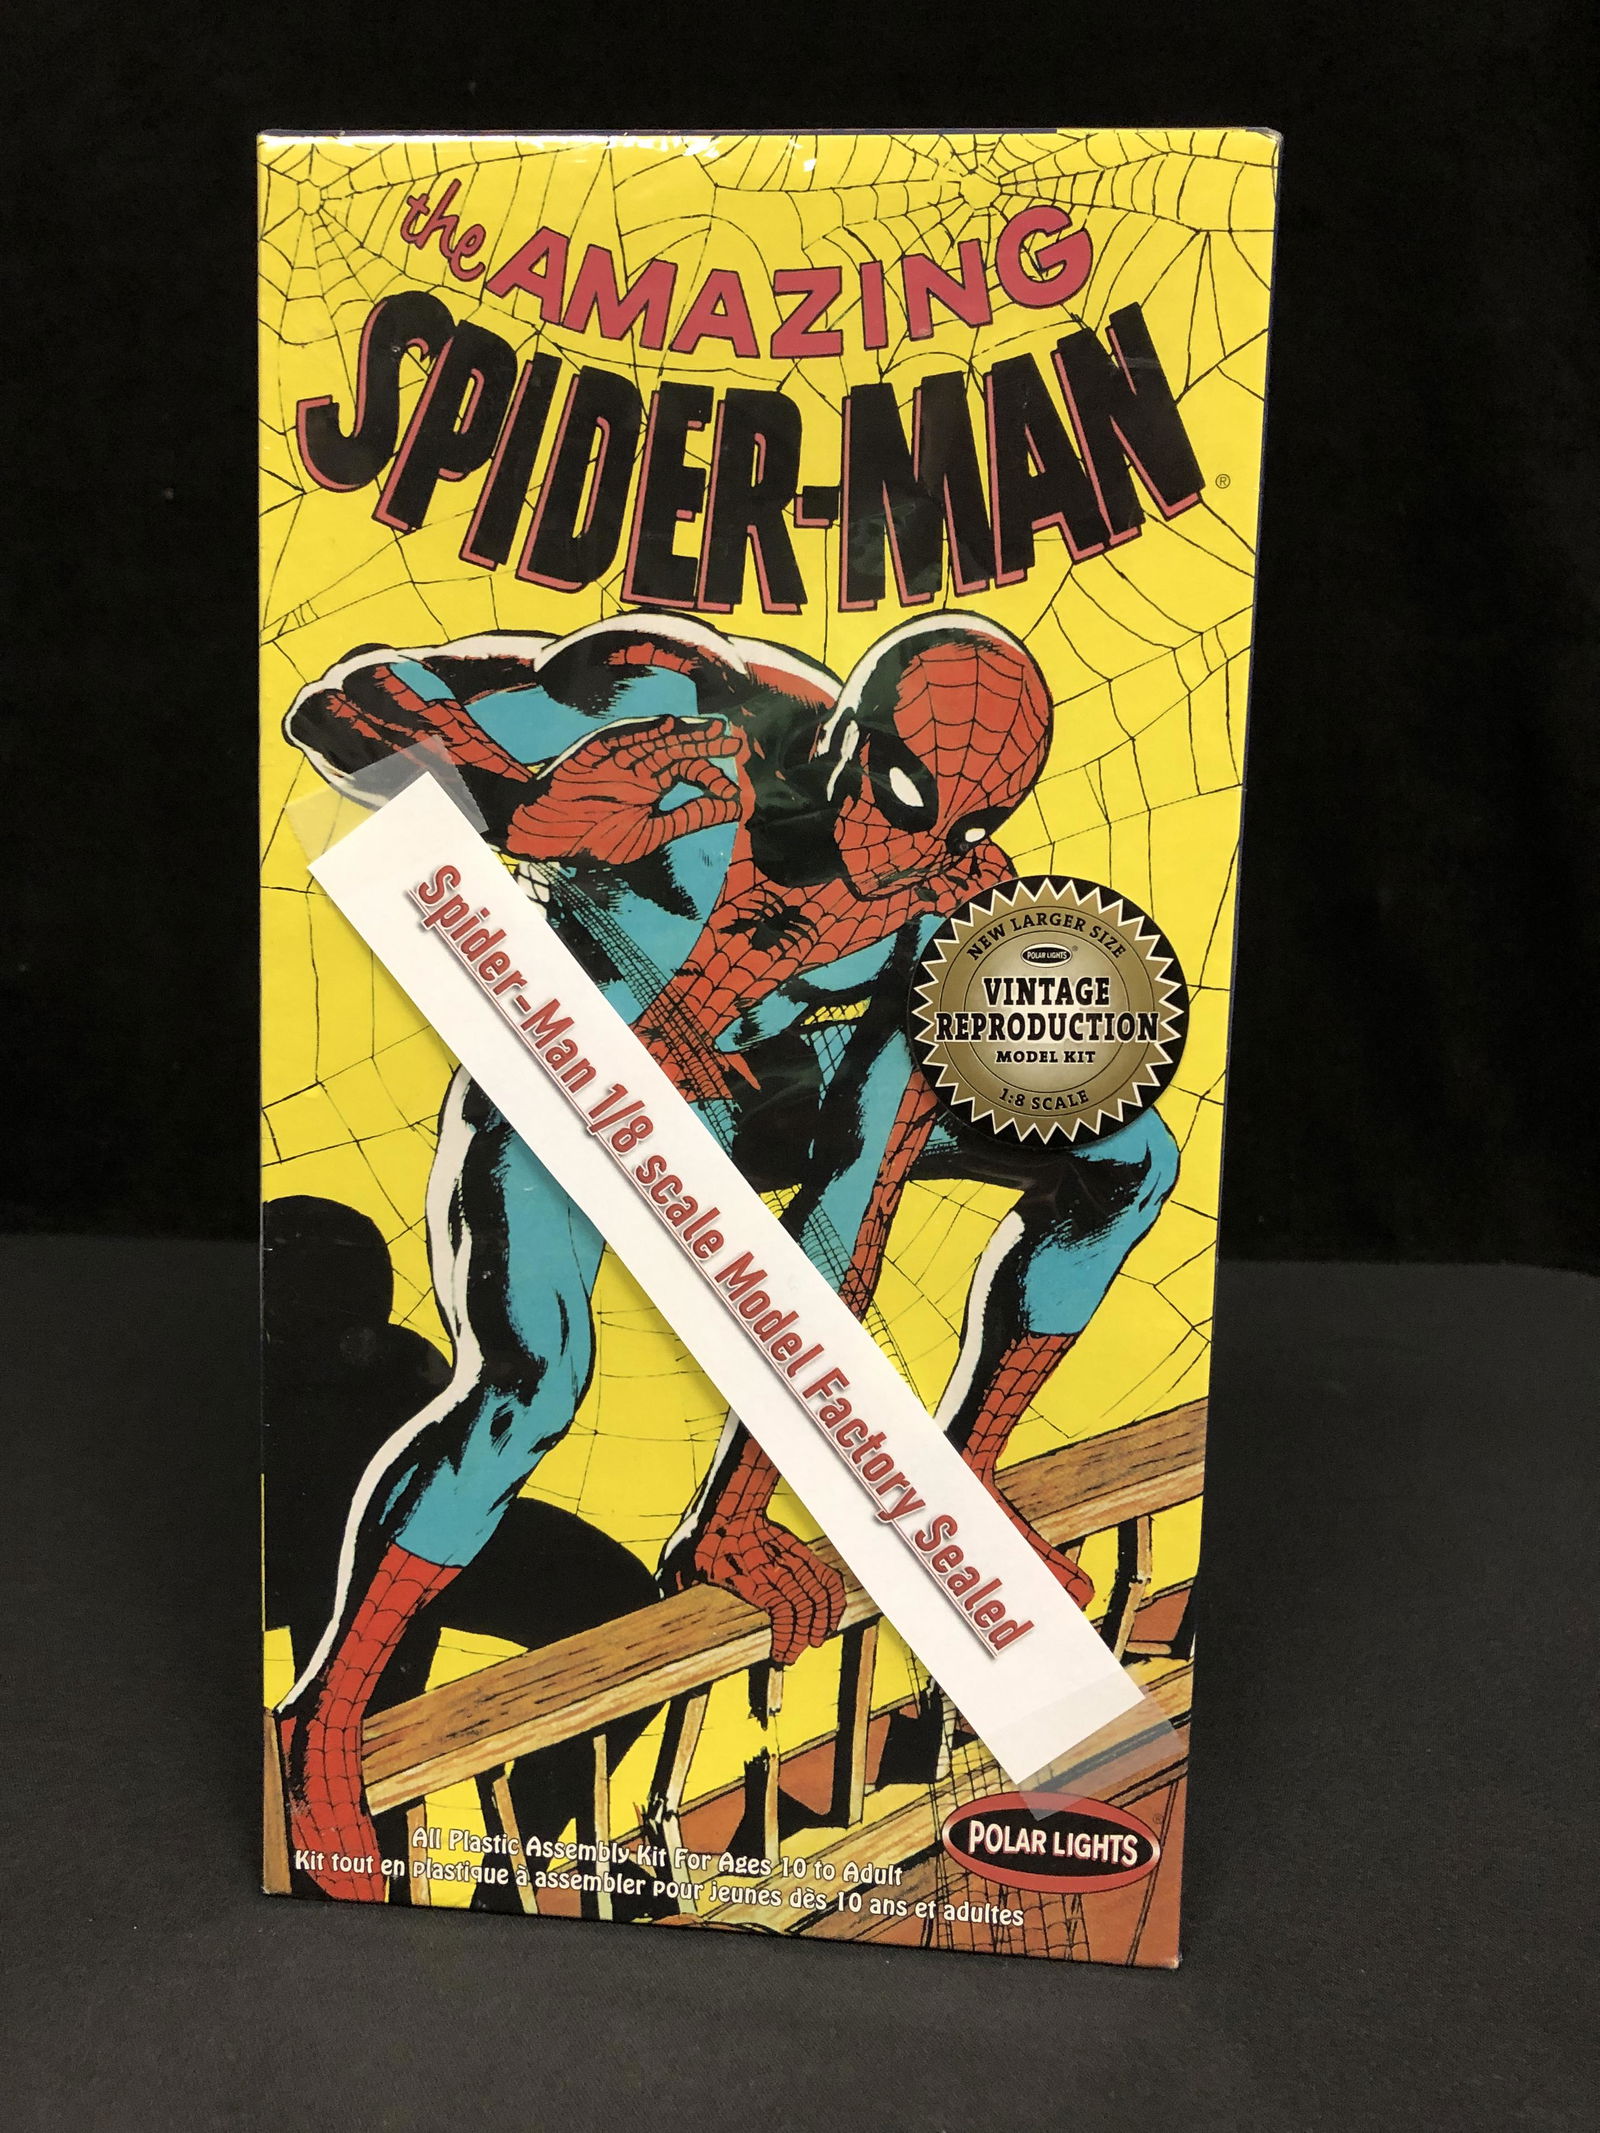 the AMAZING
SPIDER-MAN®
NEW LARGER SIZE
POLAR LIGHTS®
VINTAGE
REPRODUCTION
MODEL KIT
1:8 SCALE
Spider-Man 1/8 scale Model Factory Sealed
POLAR LIGHTS®
All Plastic Assembly Kit For Ages 10 to Adult
Kit tout en plastique à assembler pour jeunes dès 10 ans et adultes